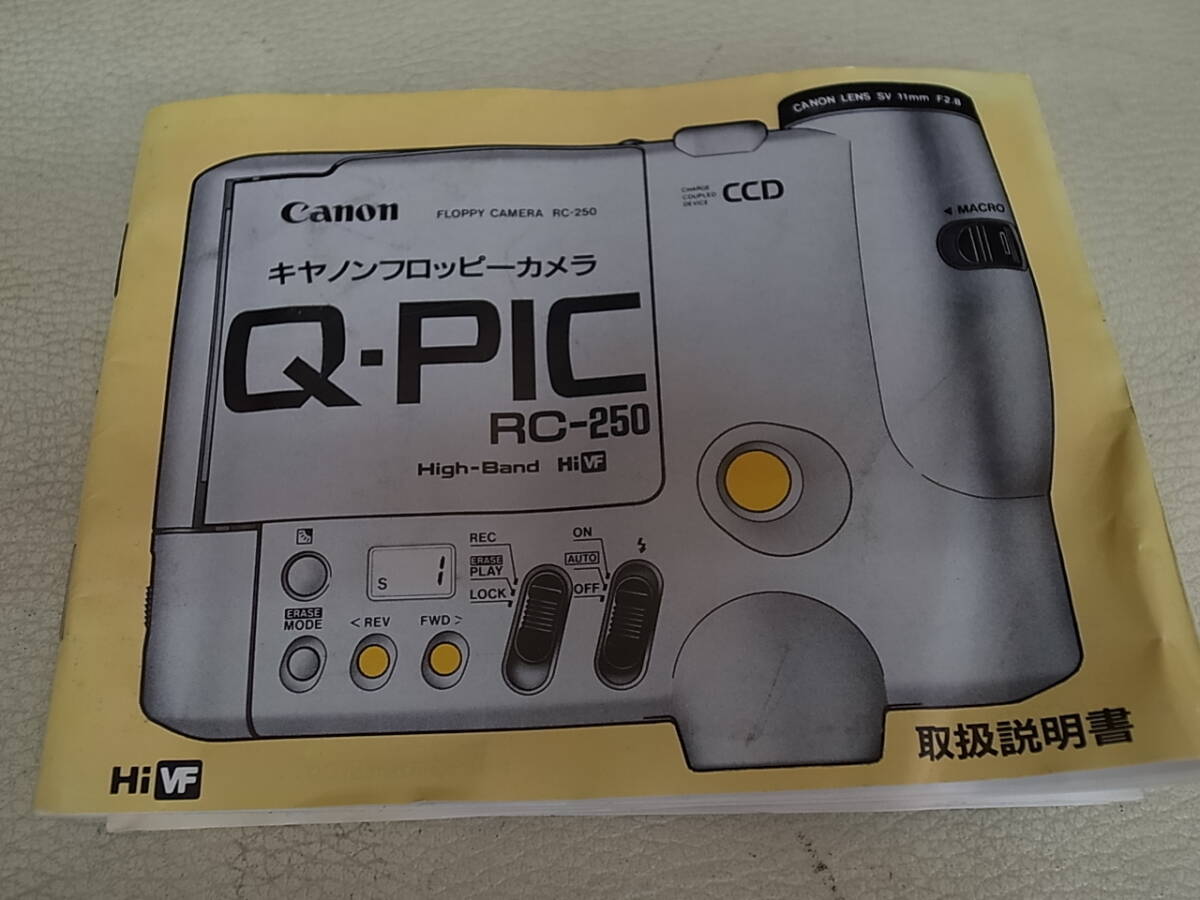 CANON LENS SV 11mm F2.8
Canon FLOPPY CAMERA RC-250
CHARGE
COUPLED
DEVICE
CCD
◀ MACRO
キヤノンフロッピーカメラ
Q·PIC
RC-250
High-Band Hi VF
REC
ERASE
PLAY
LOCK
ON
AUTO
OFF
S 1
ERASE
MODE
< REV
FWD >
取扱説明書
Hi VF